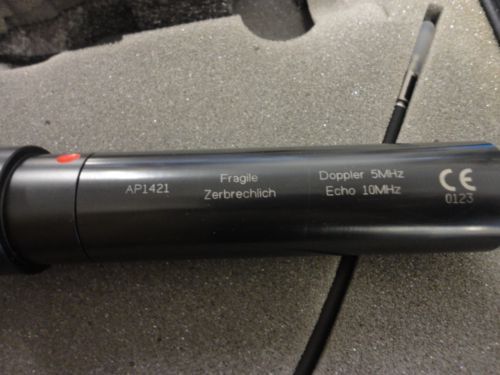 AP1421
Fragile
Zerbrechlich
Doppler 5MHz
Echo 10MHz
CE
0123